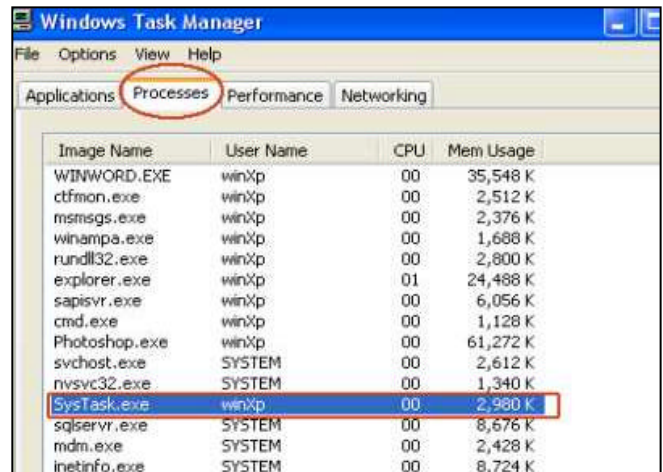 Windows Task Manager
File Options View Help
Applications Processes Performance Networking
Image Name User Name CPU Mem Usage
WINWORD.EXE winXp 00 35,548 K
ctfmon.exe winXp 00 2,512 K
msmsgs.exe winXp 00 2,376 K
winampa.exe winXp 00 1,688 K
rundll32.exe winXp 00 2,800 K
explorer.exe winXp 01 24,488 K
sapisvr.exe winXp 00 6,056 K
cmd.exe winXp 00 1,128 K
Photoshop.exe winXp 00 61,272 K
svchost.exe SYSTEM 00 2,612 K
nvsvc32.exe SYSTEM 00 1,340 K
SysTask.exe winXp 00 2,980 K
sqlservr.exe SYSTEM 00 8,676 K
mdm.exe SYSTEM 00 2,428 K
inetinfo.exe SYSTEM 00 8,724 K